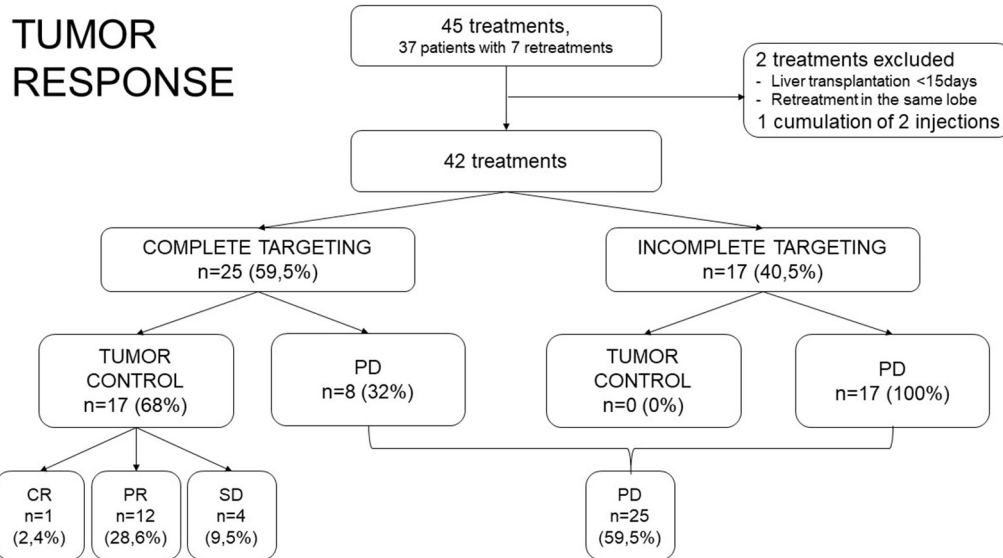 TUMOR
RESPONSE
45 treatments,
37 patients with 7 retreatments
2 treatments excluded
- Liver transplantation <15days
- Retreatment in the same lobe
1 cumulation of 2 injections
42 treatments
COMPLETE TARGETING
n=25 (59,5%)
INCOMPLETE TARGETING
n=17 (40,5%)
TUMOR
CONTROL
n=17 (68%)
PD
n=8 (32%)
TUMOR
CONTROL
n=0 (0%)
PD
n=17 (100%)
CR
n=1
(2,4%)
PR
n=12
(28,6%)
SD
n=4
(9,5%)
PD
n=25
(59,5%)